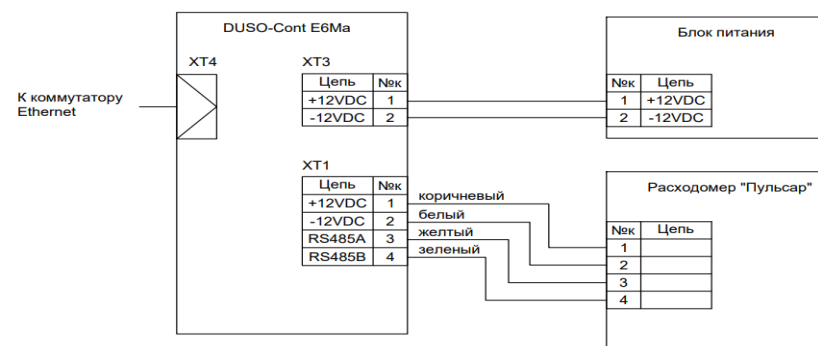 DUSO-Cont E6Ma
Блок питания
XT4
XT3
Цепь №к
+12VDC 1
-12VDC 2
№к Цепь
1 +12VDC
2 -12VDC
К коммутатору
Ethernet
XT1
Цепь №к
+12VDC 1 коричневый
-12VDC 2 белый
RS485A 3 желтый
RS485B 4 зеленый
Расходомер "Пульсар"
№к Цепь
1
2
3
4